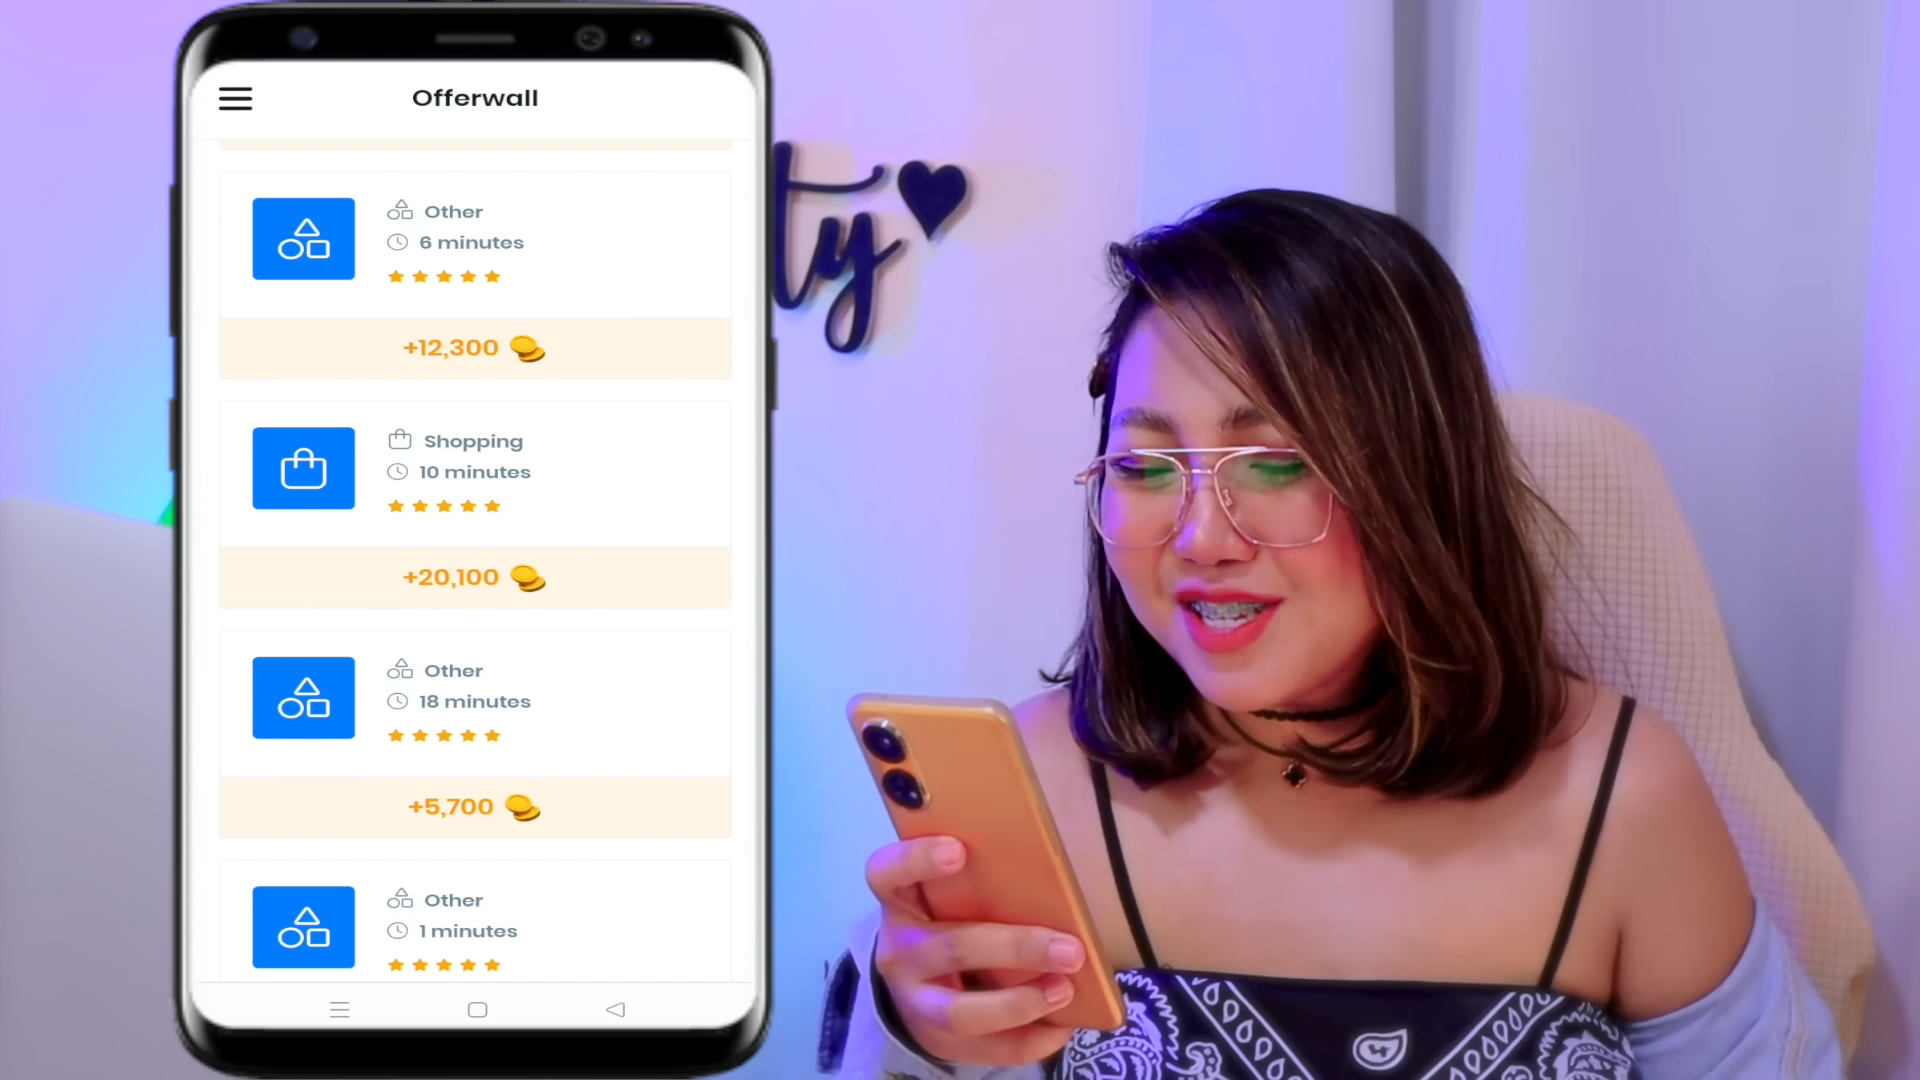 Offerwall
Other
6 minutes
+12,300
Shopping
10 minutes
+20,100
Other
18 minutes
+5,700
Other
1 minutes
ty